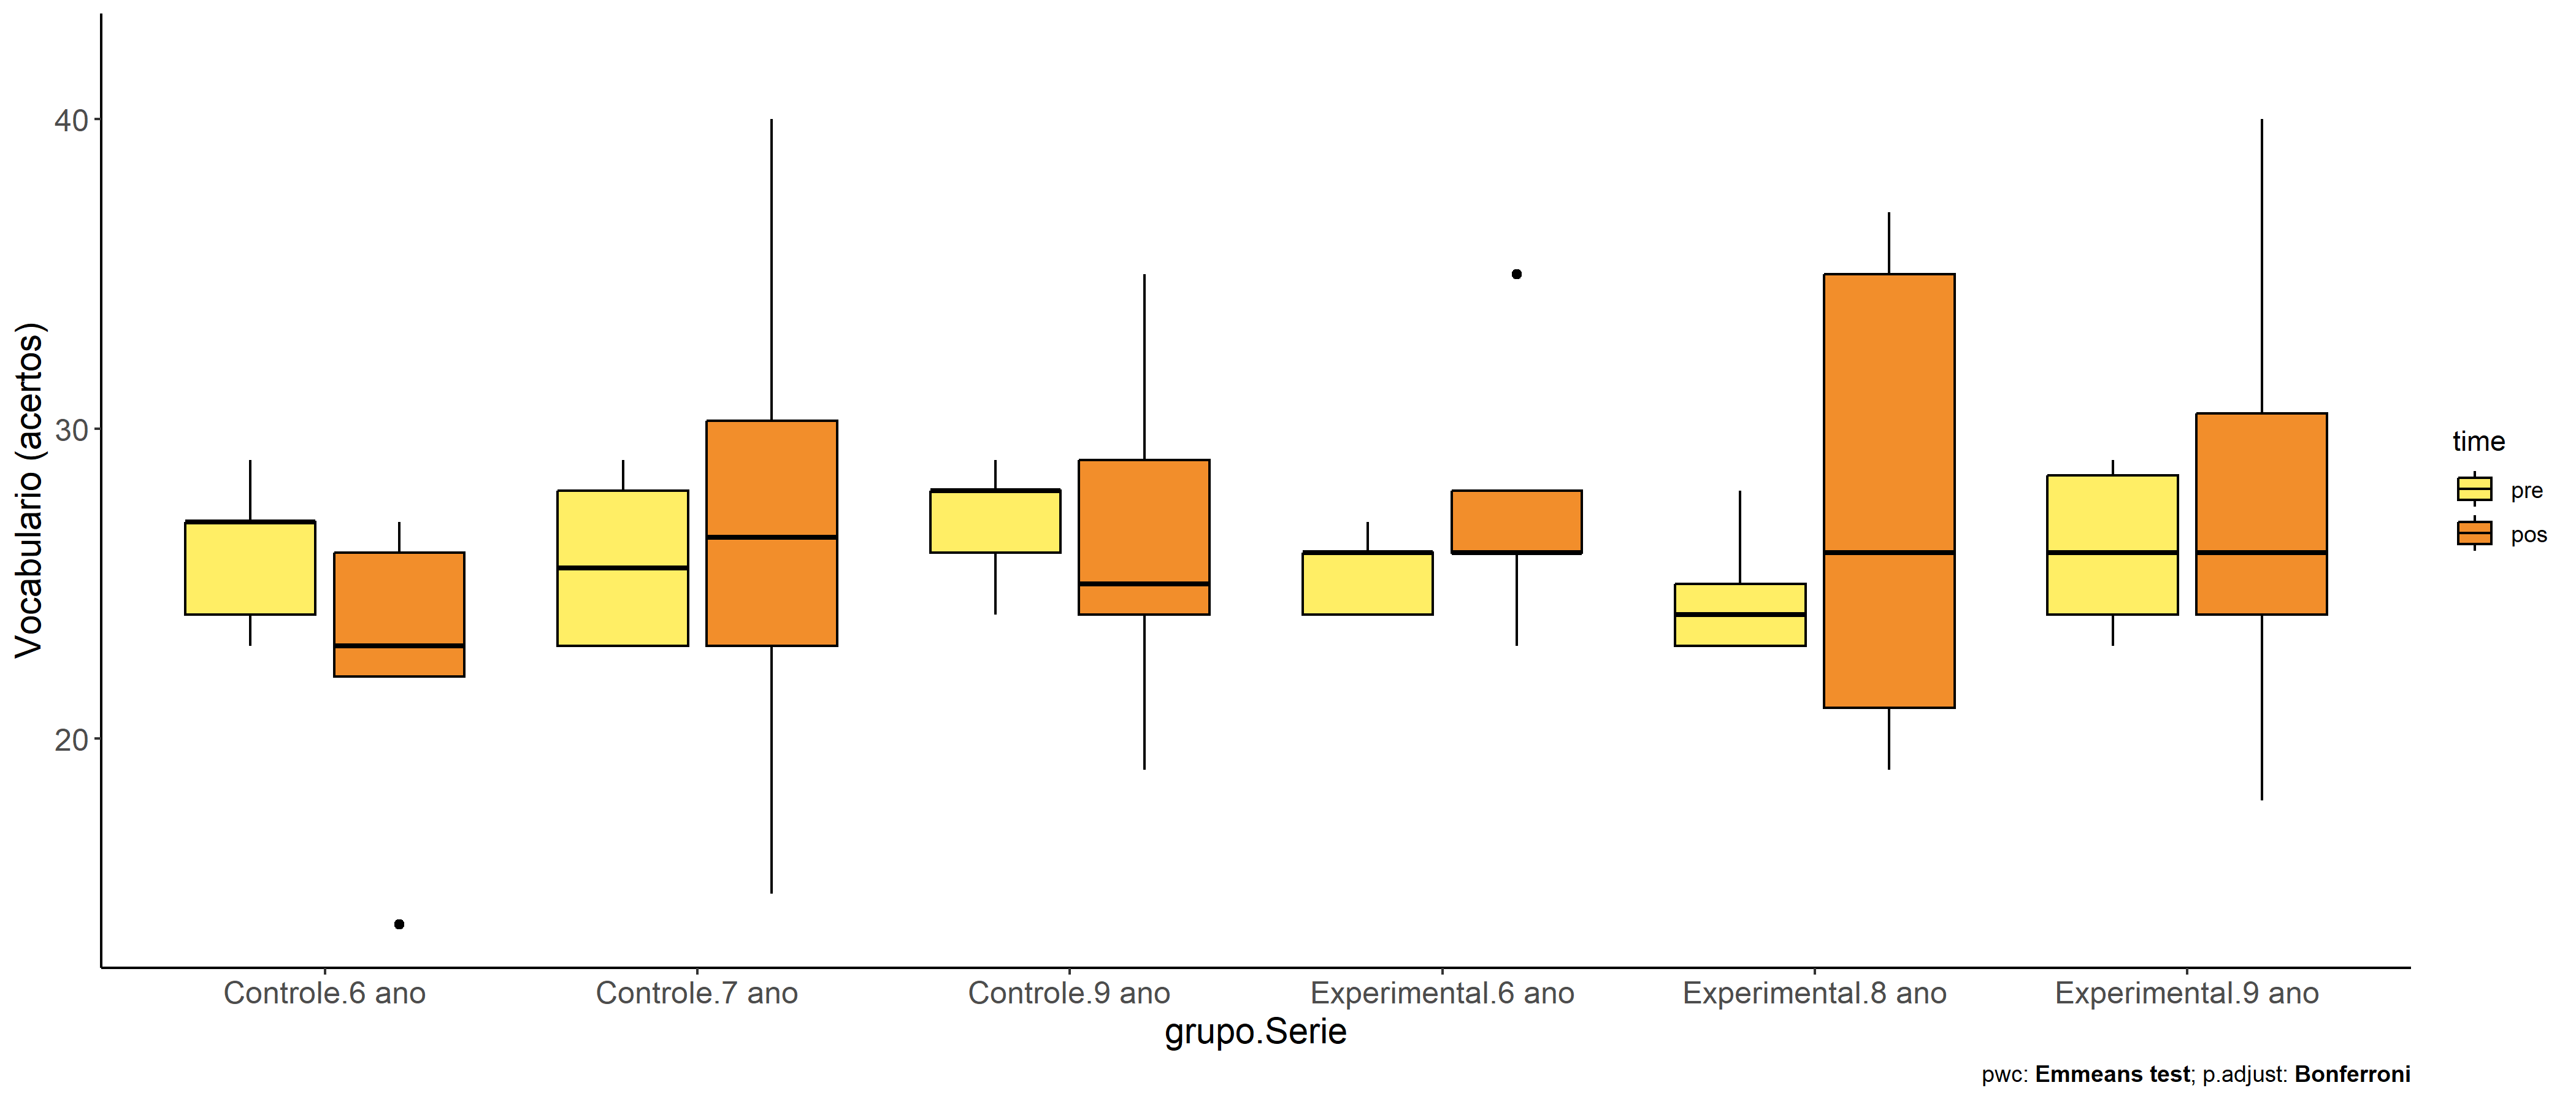 Vocabulario (acertos)
40
30
20
Controle.6 ano
Controle.7 ano
Controle.9 ano
Experimental.6 ano
Experimental.8 ano
Experimental.9 ano
grupo.Serie
time
pre
pos
pwc: Emmeans test; p.adjust: Bonferroni